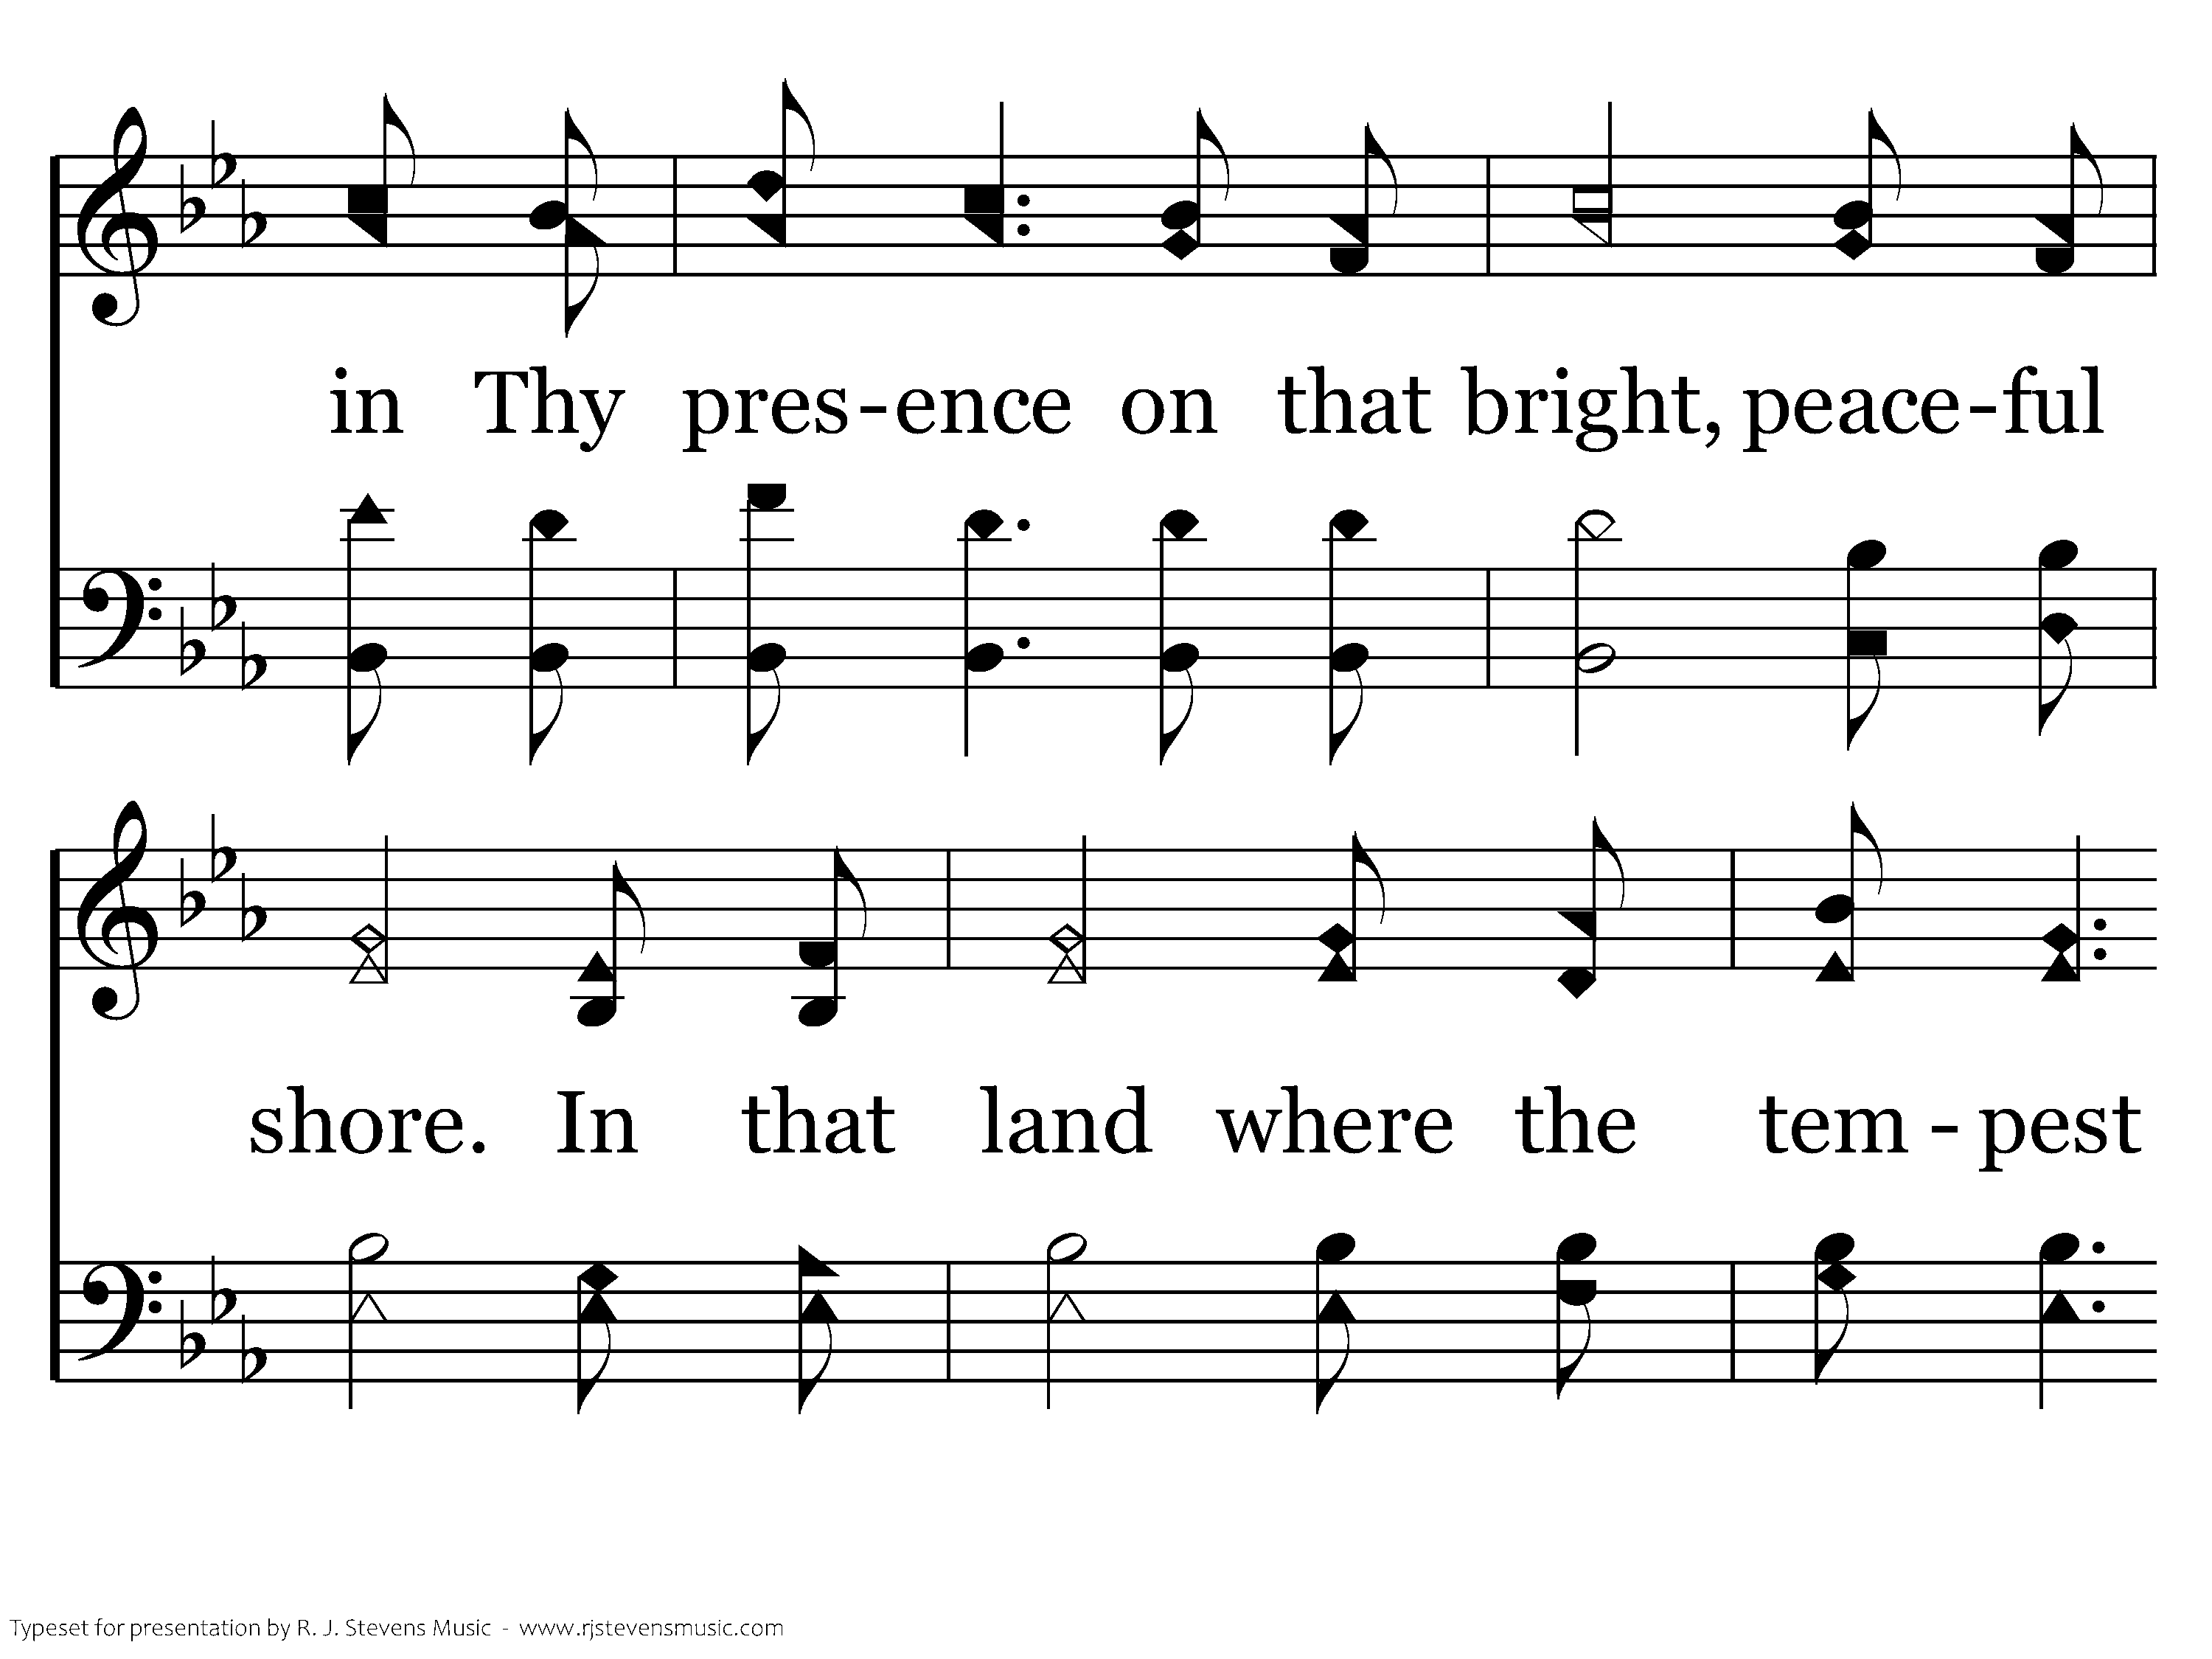 in Thy pres-ence on that bright, peace-ful
shore. In that land where the tem-pest
Typeset for presentation by R. J. Stevens Music - www.rjstevensmusic.com